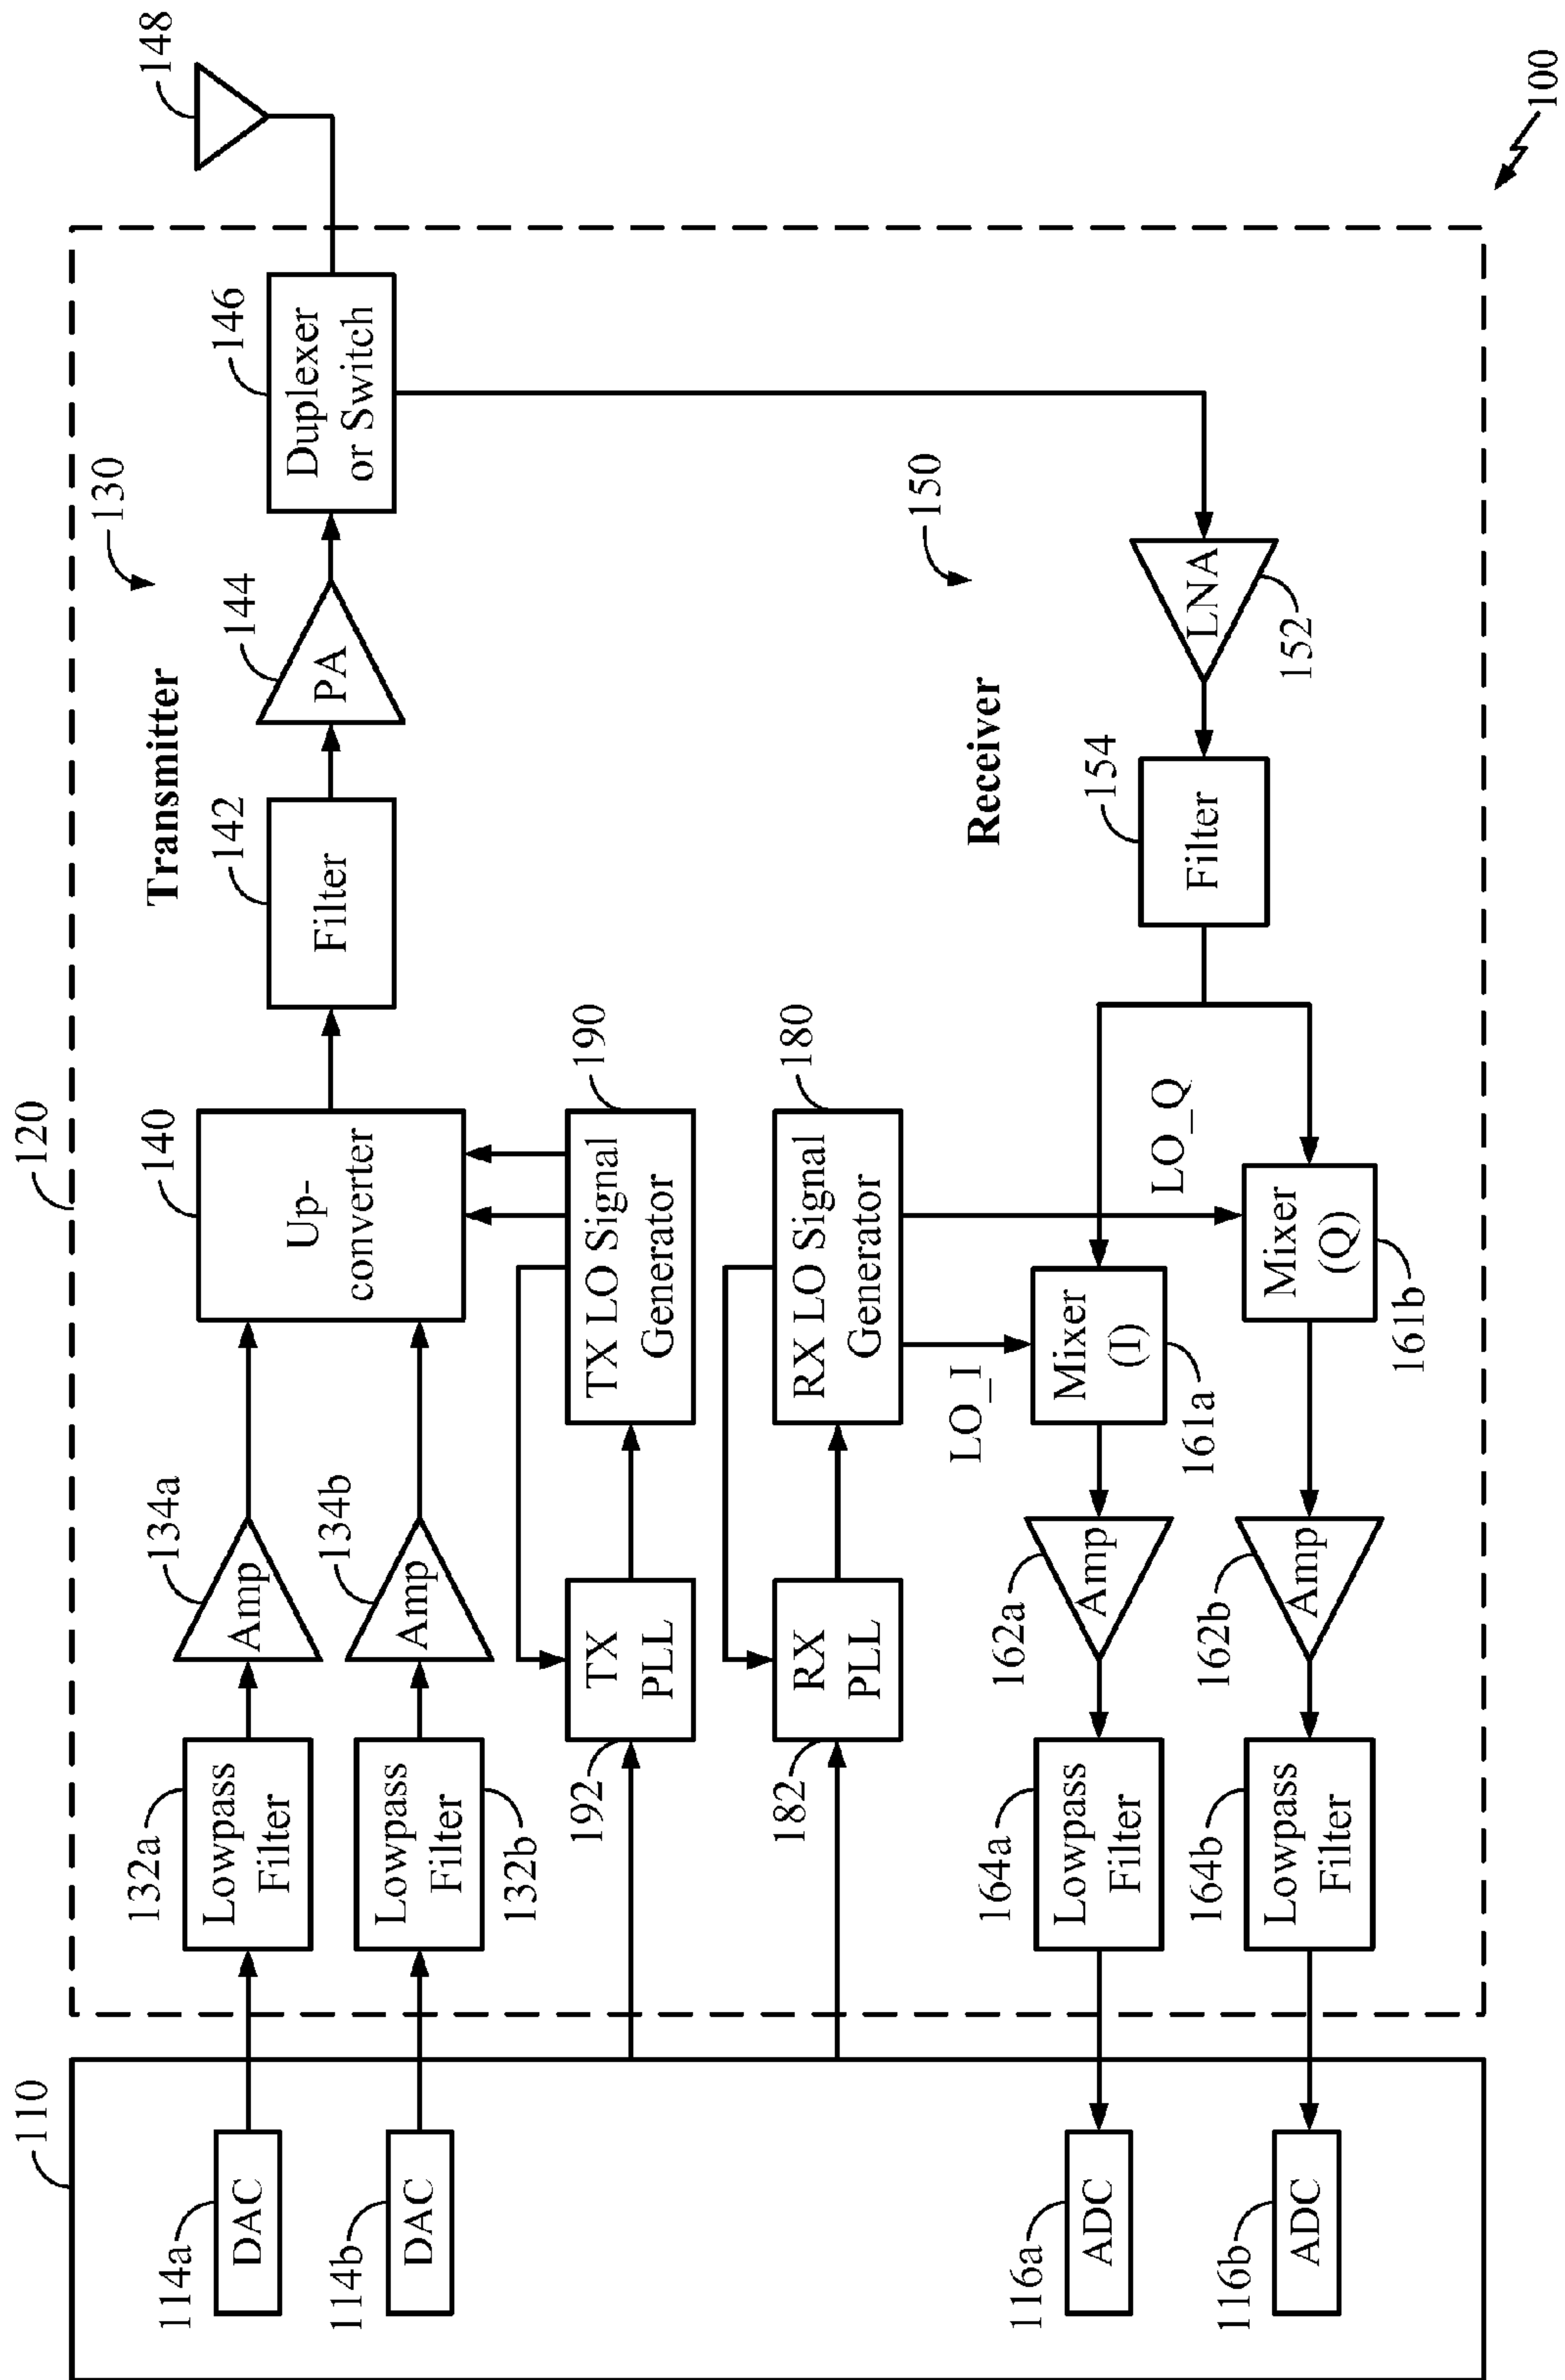 120
110
148
Transmitter
130
132a
134a
140
142
144
146
114a
DAC
Lowpass
Filter
Amp
Up-
converter
Filter
PA
Duplexer
or Switch
114b
DAC
Lowpass
Filter
132b
Amp
134b
192
TX
PLL
TX LO Signal
Generator
190
182
RX
PLL
RX LO Signal
Generator
180
Receiver
150
LO_I
LO_Q
116a
ADC
164a
Lowpass
Filter
162a
Amp
Mixer
(I)
161a
154
Filter
LNA
152
116b
ADC
164b
Lowpass
Filter
162b
Amp
Mixer
(Q)
161b
100